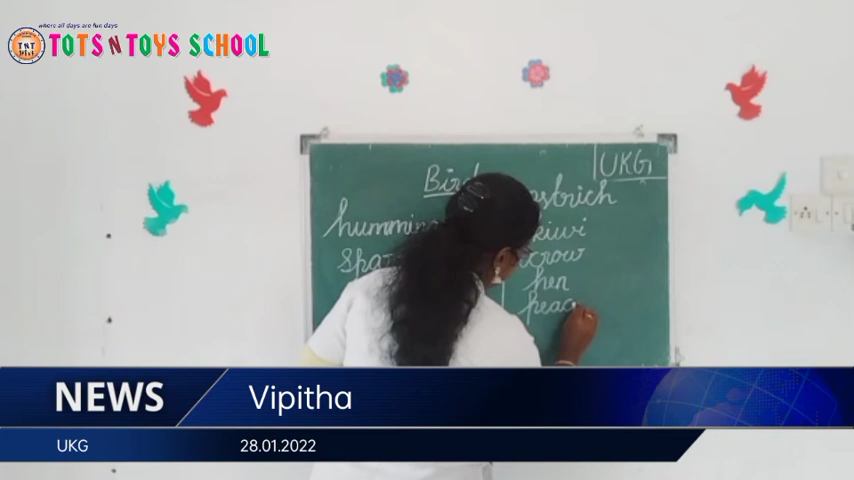 where all days are fun days
TNT
TOTS N TOYS SCHOOL
UKG
ostrich
kiwi
crow
hen
peac
NEWS
Vipitha
UKG
28.01.2022